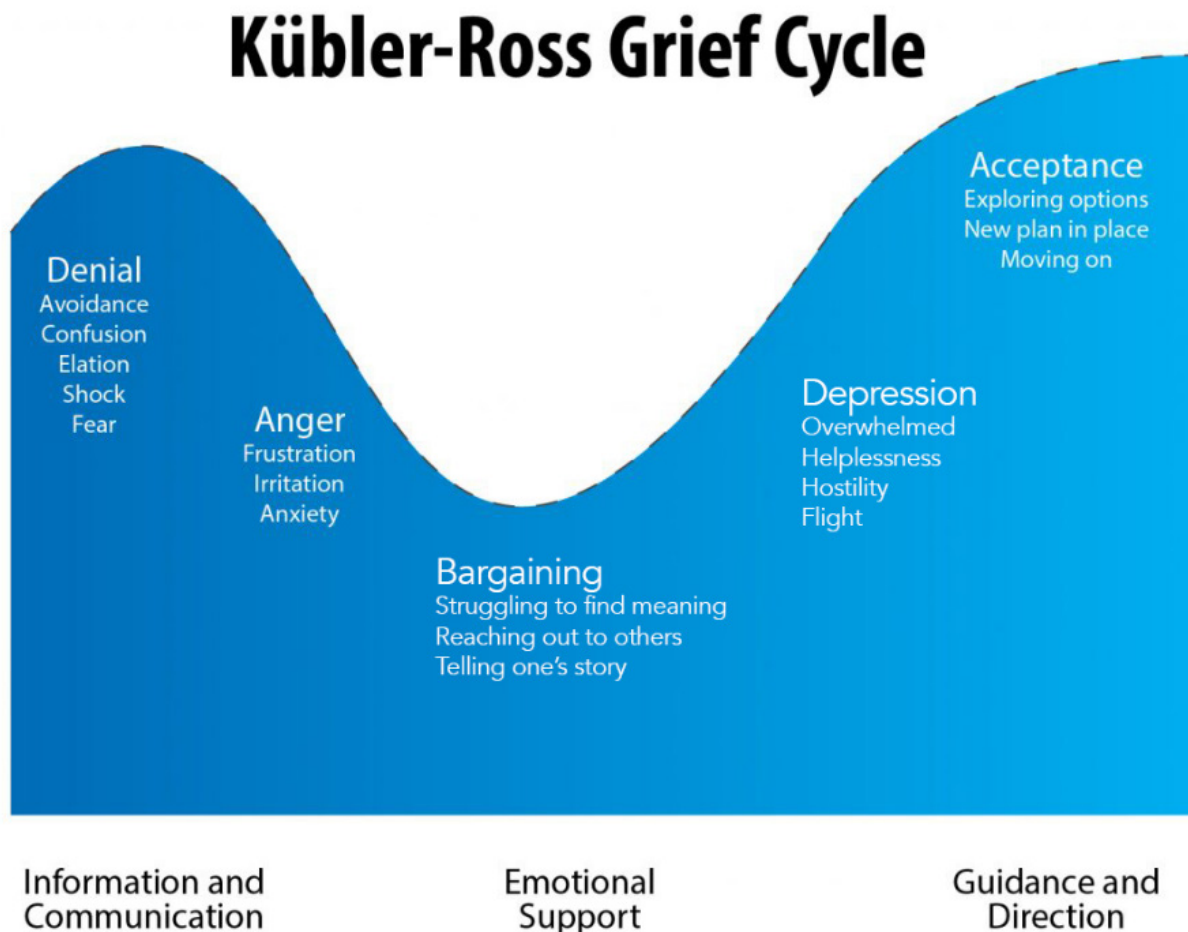 Kübler-Ross Grief Cycle
Denial
Avoidance
Confusion
Elation
Shock
Fear
Anger
Frustration
Irritation
Anxiety
Bargaining
Struggling to find meaning
Reaching out to others
Telling one's story
Depression
Overwhelmed
Helplessness
Hostility
Flight
Acceptance
Exploring options
New plan in place
Moving on
Information and
Communication
Emotional
Support
Guidance and
Direction